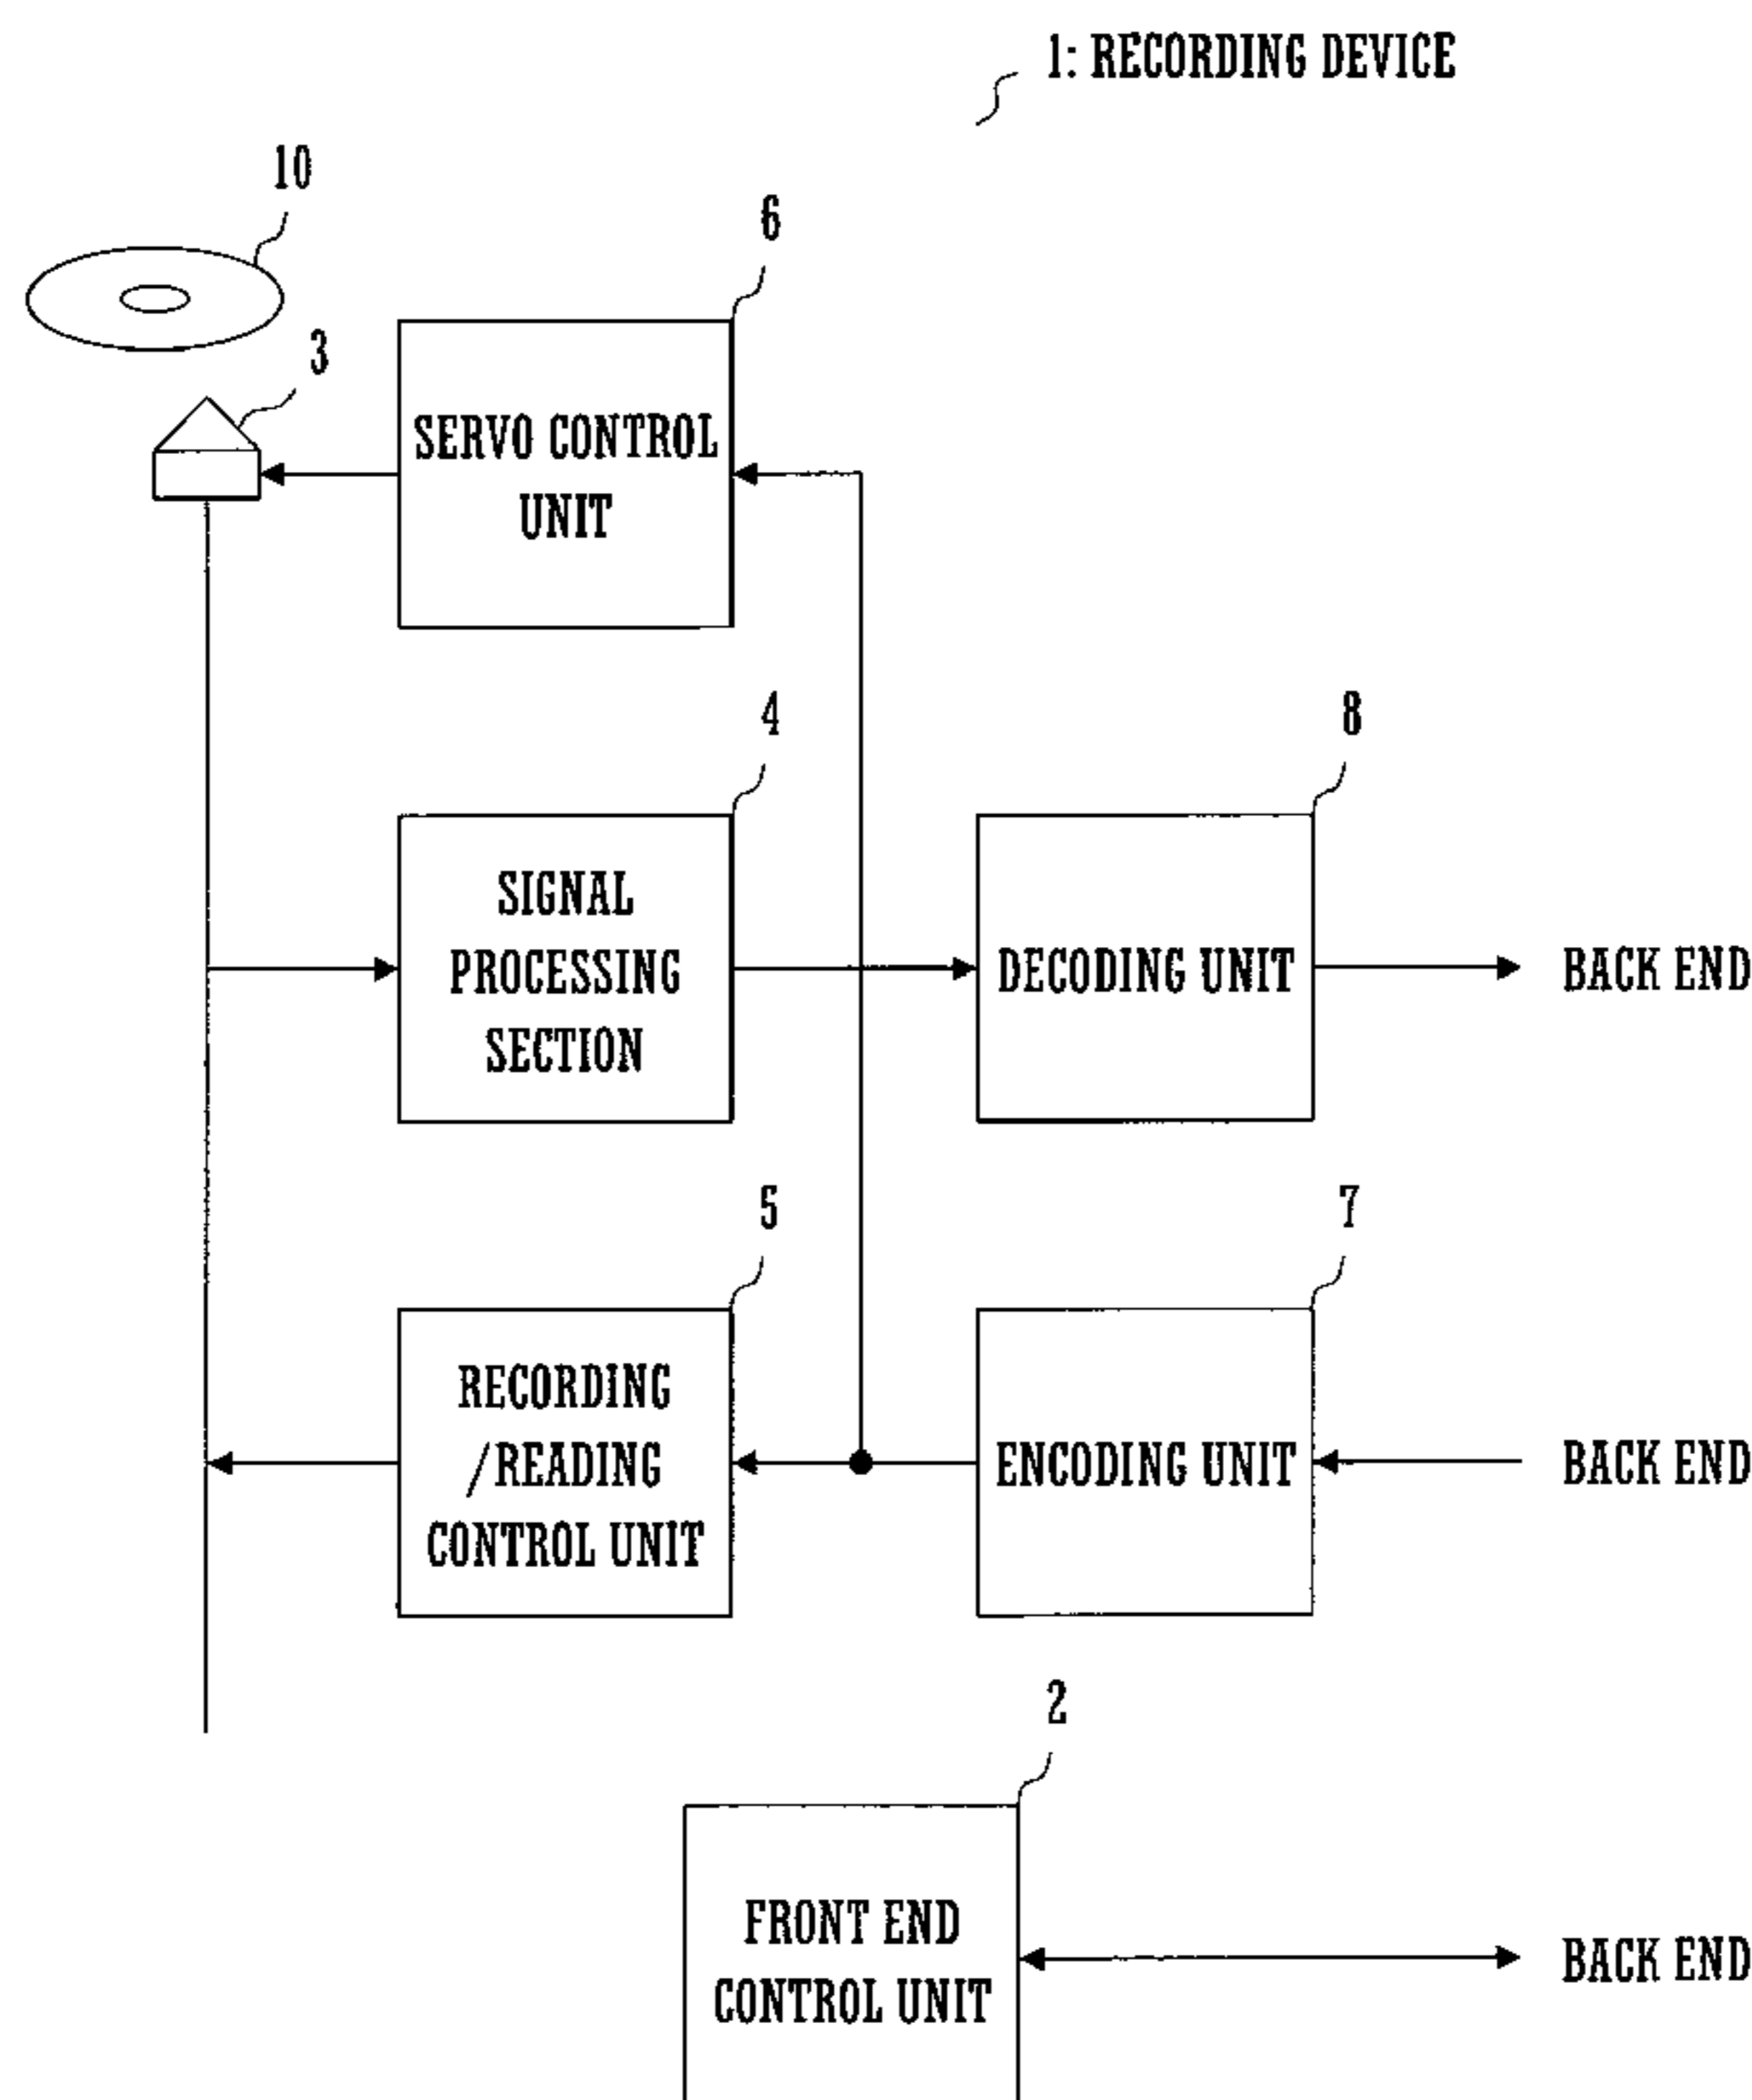 1: RECORDING DEVICE
10
6
3
SERVO CONTROL
UNIT
4
8
SIGNAL
PROCESSING
SECTION
DECODING UNIT
BACK END
5
7
RECORDING
/READING
CONTROL UNIT
ENCODING UNIT
BACK END
2
FRONT END
CONTROL UNIT
BACK END